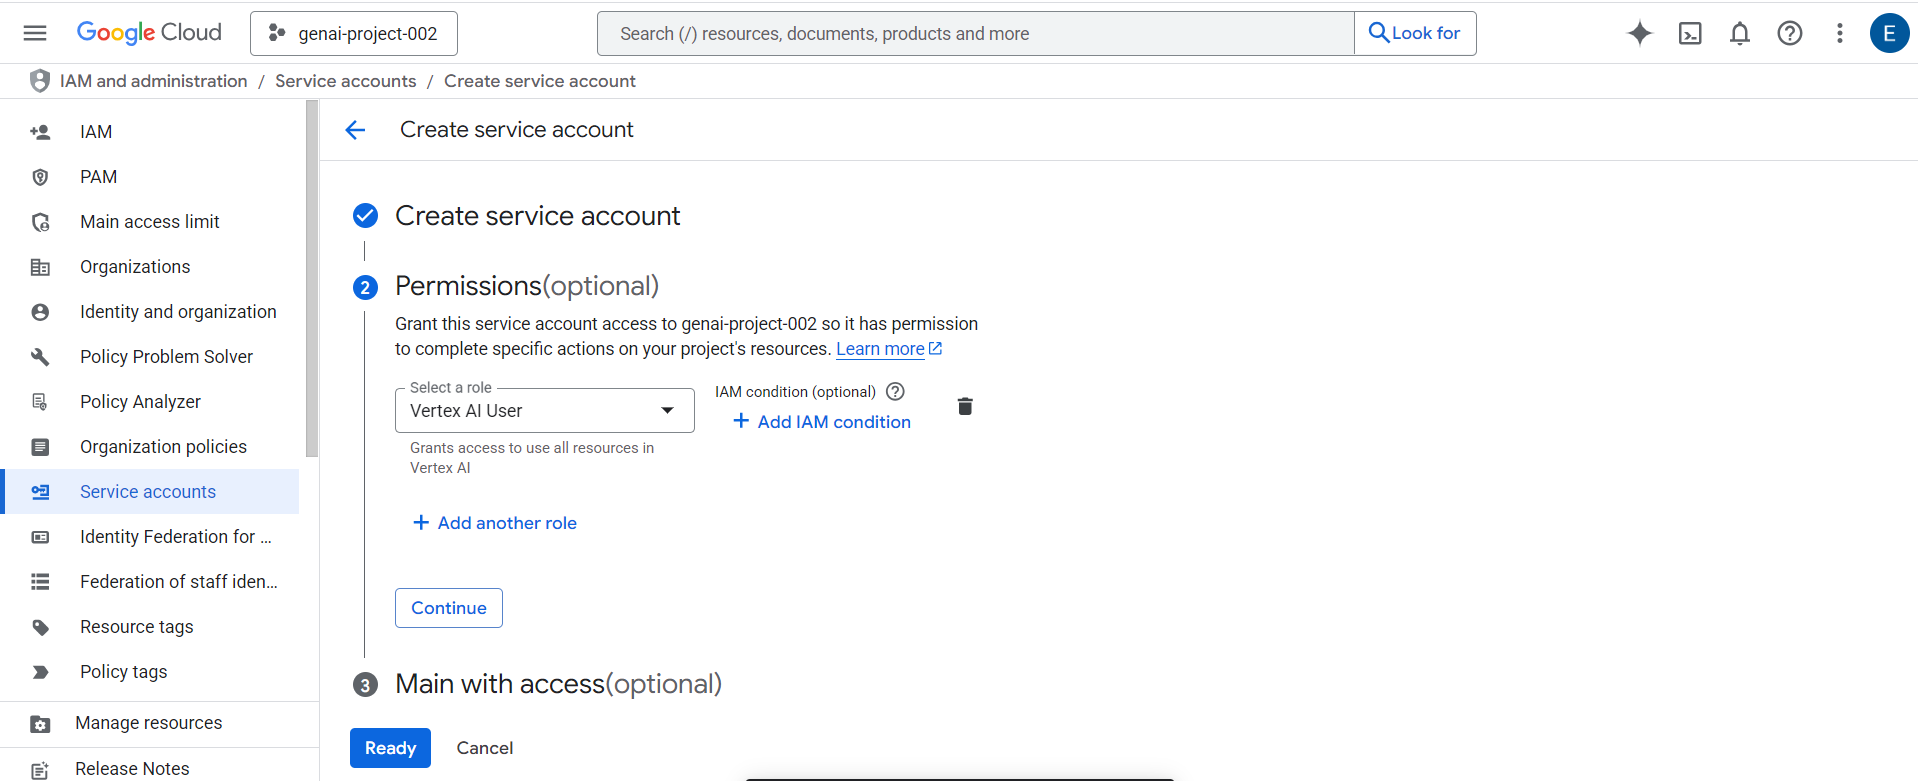 Google Cloud
genai-project-002
Search (/) resources, documents, products and more
Look for
E
IAM and administration / Service accounts / Create service account
IAM
PAM
Main access limit
Organizations
Identity and organization
Policy Problem Solver
Policy Analyzer
Organization policies
Service accounts
Identity Federation for ...
Federation of staff iden...
Resource tags
Policy tags
Manage resources
Release Notes
Create service account
Create service account
2 Permissions(optional)
Grant this service account access to genai-project-002 so it has permission
to complete specific actions on your project's resources. Learn more
Select a role
Vertex AI User
IAM condition (optional)
+ Add IAM condition
Grants access to use all resources in
Vertex AI
+ Add another role
Continue
3 Main with access(optional)
Ready Cancel